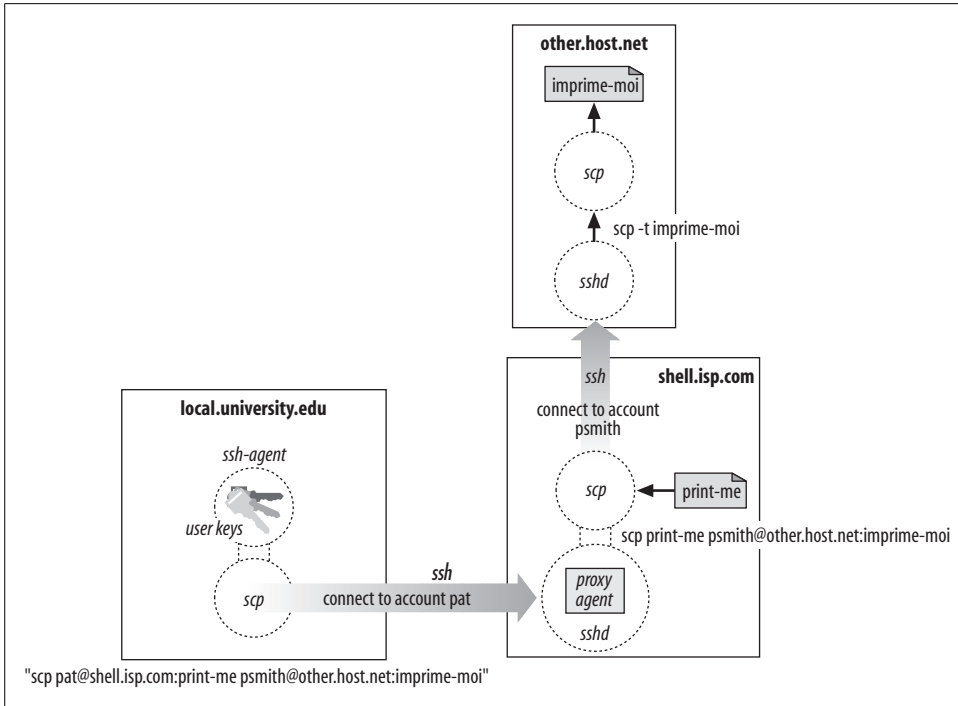 other.host.net
imprime-moi
scp
scp -t imprime-moi
sshd
ssh
shell.isp.com
connect to account
psmith
scp
print-me
scp print-me psmith@other.host.net:imprime-moi
proxy
agent
sshd
local.university.edu
ssh-agent
user keys
scp
ssh
connect to account pat
"scp pat@shell.isp.com:print-me psmith@other.host.net:imprime-moi"